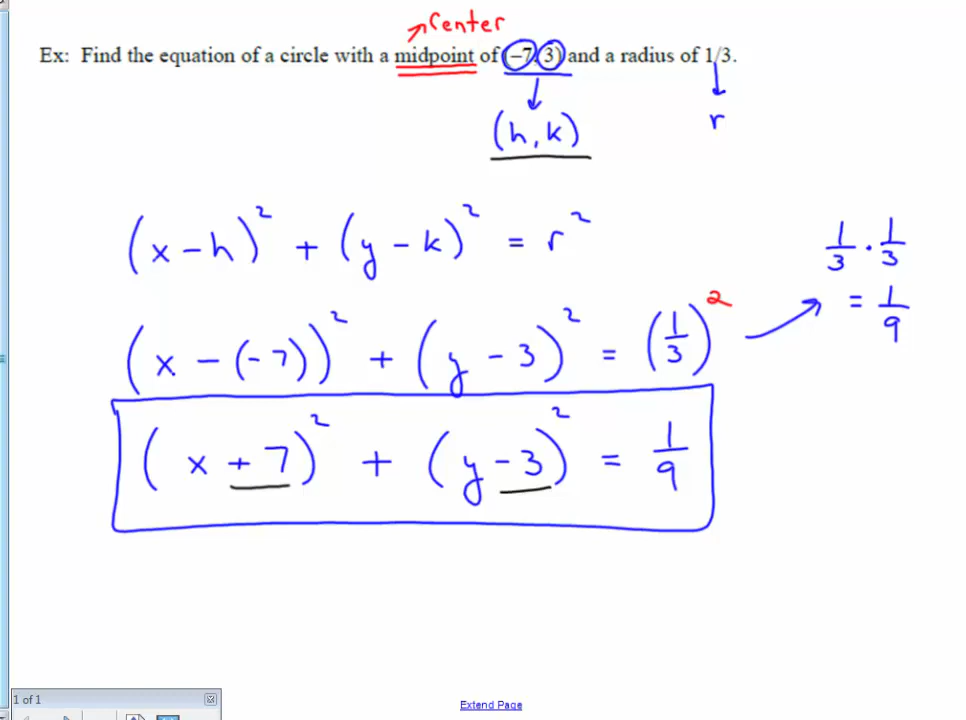 Center
Ex: Find the equation of a circle with a midpoint of (-7, 3) and a radius of 1/3.
(h, k)
r
(x - h)² + (y - k)² = r²
1/3 · 1/3
= 1/9
(x - (-7))² + (y - 3)² = (1/3)²
(x + 7)² + (y - 3)² = 1/9
1 of 1
Extend Page